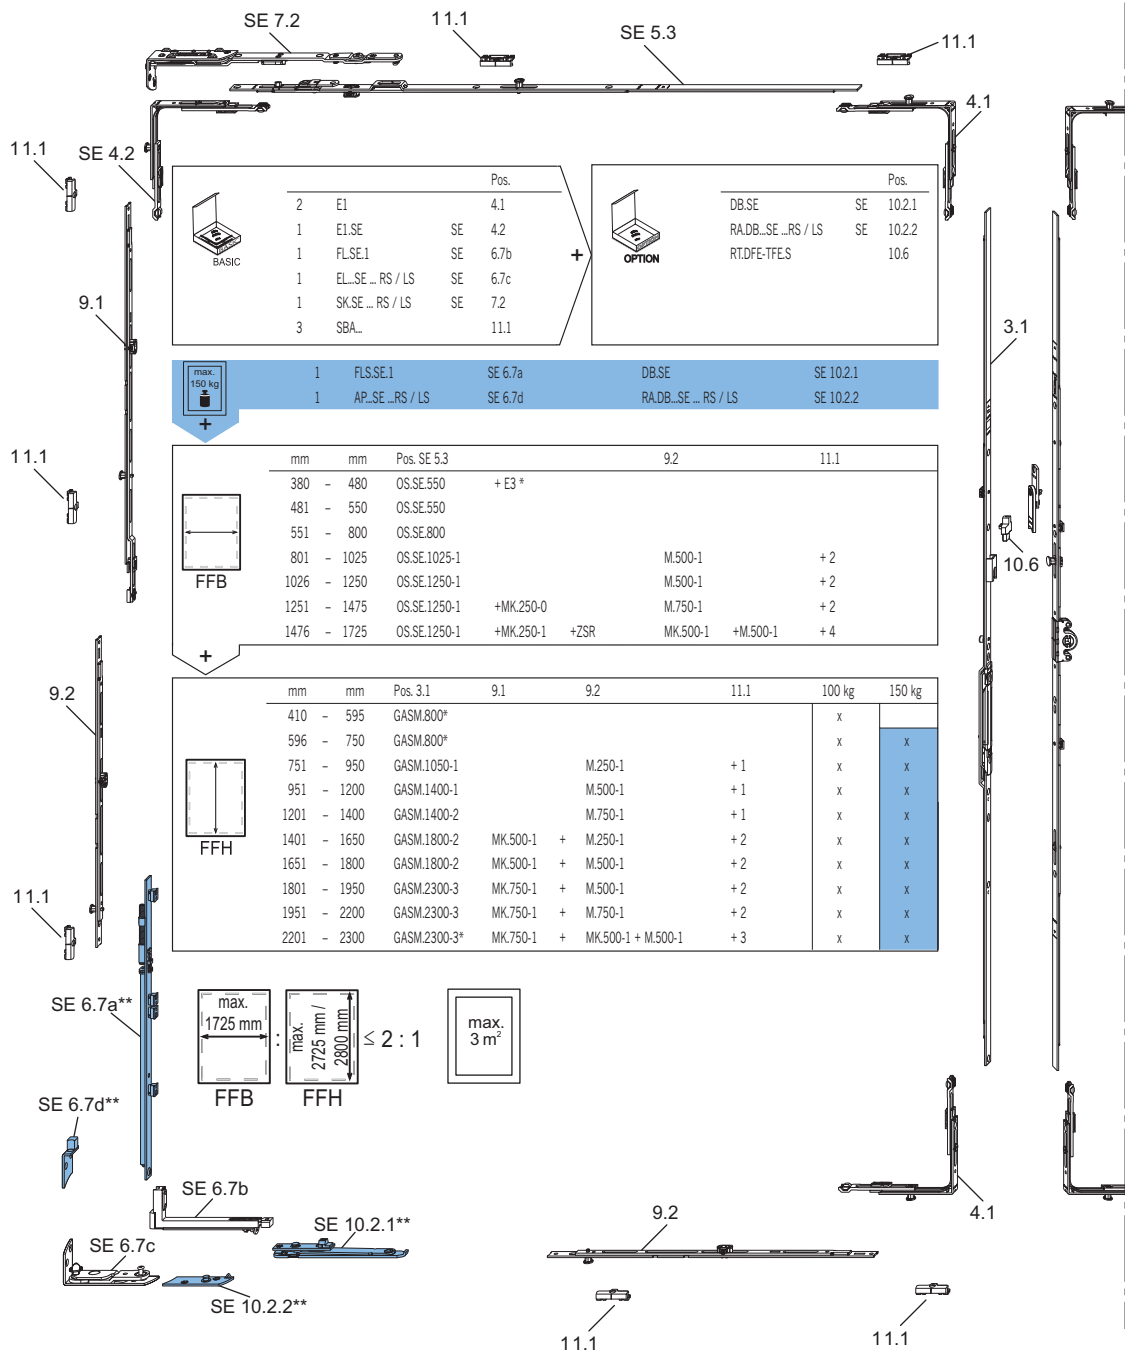 SE 7.2
11.1
SE 5.3
11.1
4.1
11.1
SE 4.2
Pos.
2 E1 4.1
1 E1.SE SE 4.2
1 FL.SE.1 SE 6.7b
1 EL...SE ... RS / LS SE 6.7c
1 SK.SE ... RS / LS SE 7.2
3 SBA... 11.1
BASIC
+
Pos.
DB.SE SE 10.2.1
RA.DB...SE ...RS / LS SE 10.2.2
RT.DFE-TFE.S 10.6
OPTION
9.1
3.1
max.
150 kg
+
1 FLS.SE.1 SE 6.7a DB.SE SE 10.2.1
1 AP...SE ...RS / LS SE 6.7d RA.DB...SE ... RS / LS SE 10.2.2
11.1
mm mm Pos. SE 5.3 9.2 11.1
380 – 480 OS.SE.550 + E3 *
481 – 550 OS.SE.550
551 – 800 OS.SE.800
801 – 1025 OS.SE.1025-1 M.500-1 + 2
1026 – 1250 OS.SE.1250-1 M.500-1 + 2
1251 – 1475 OS.SE.1250-1 +MK.250-0 M.750-1 + 2
1476 – 1725 OS.SE.1250-1 +MK.250-1 +ZSR MK.500-1 +M.500-1 + 4
FFB
+
10.6
9.2
mm mm Pos. 3.1 9.1 9.2 11.1 100 kg 150 kg
410 – 595 GASM.800* x
596 – 750 GASM.800* x x
751 – 950 GASM.1050-1 M.250-1 + 1 x x
951 – 1200 GASM.1400-1 M.500-1 + 1 x x
1201 – 1400 GASM.1400-2 M.750-1 + 1 x x
1401 – 1650 GASM.1800-2 MK.500-1 + M.250-1 + 2 x x
1651 – 1800 GASM.1800-2 MK.500-1 + M.500-1 + 2 x x
1801 – 1950 GASM.2300-3 MK.750-1 + M.500-1 + 2 x x
1951 – 2200 GASM.2300-3 MK.750-1 + M.750-1 + 2 x x
2201 – 2300 GASM.2300-3* MK.750-1 + MK.500-1 + M.500-1 + 3 x x
FFH
11.1
SE 6.7a**
max.
1725 mm
FFB
:
max.
2725 mm /
2800 mm
FFH
≤ 2 : 1
max.
3 m²
SE 6.7d**
SE 6.7b
4.1
SE 10.2.1**
9.2
SE 6.7c
SE 10.2.2**
11.1
11.1